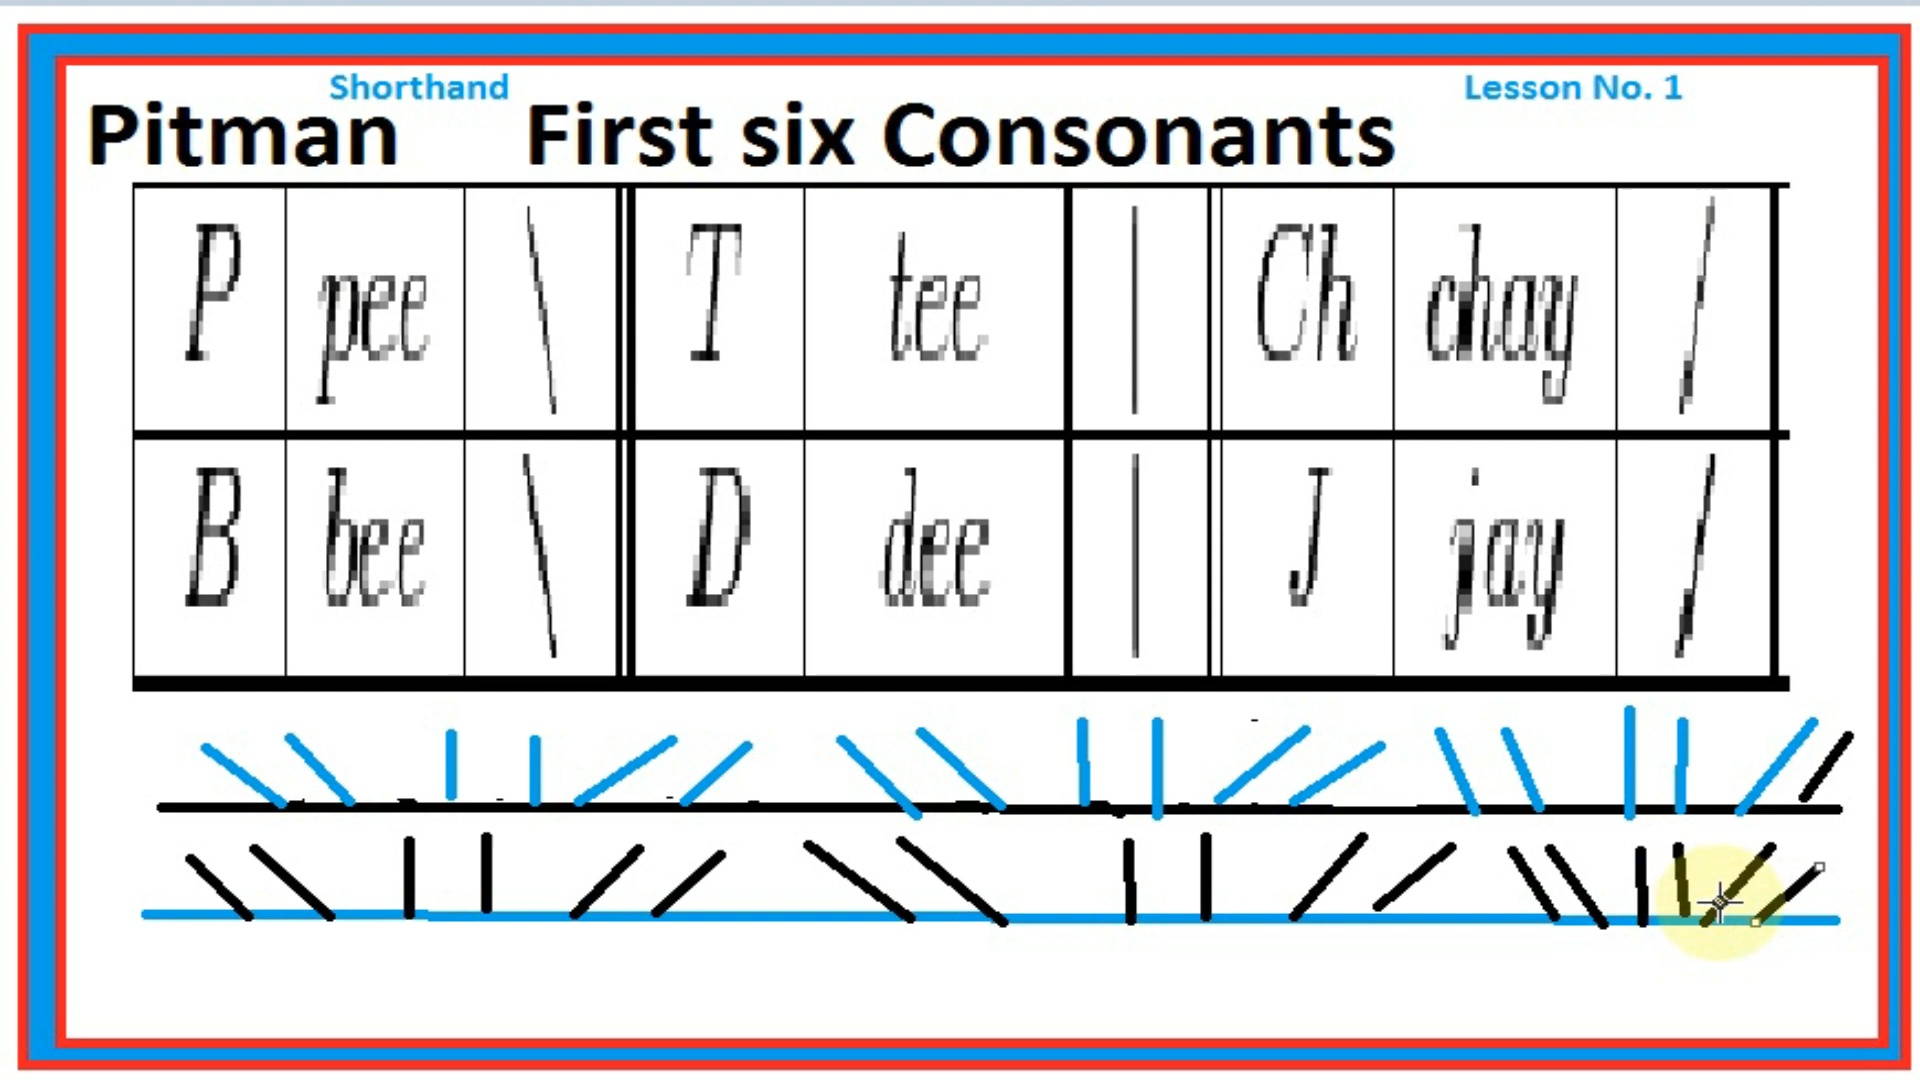 Shorthand Lesson No. 1
Pitman First six Consonants
P pee \ T tee | Ch chay /
B bee \ D dee | J jay /